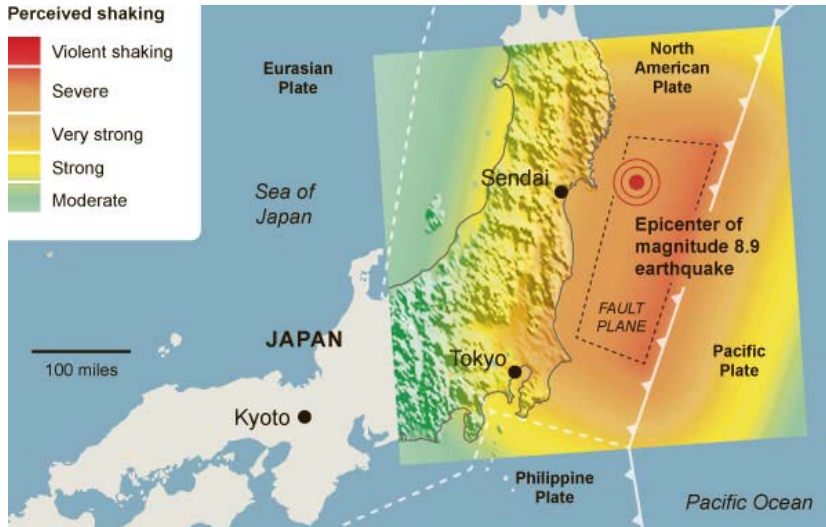 Perceived shaking
Violent shaking
Severe
Very strong
Strong
Moderate
Eurasian
Plate
North
American
Plate
Sea of
Japan
Sendai
Epicenter of
magnitude 8.9
earthquake
FAULT
PLANE
JAPAN
100 miles
Tokyo
Pacific
Plate
Kyoto
Philippine
Plate
Pacific Ocean